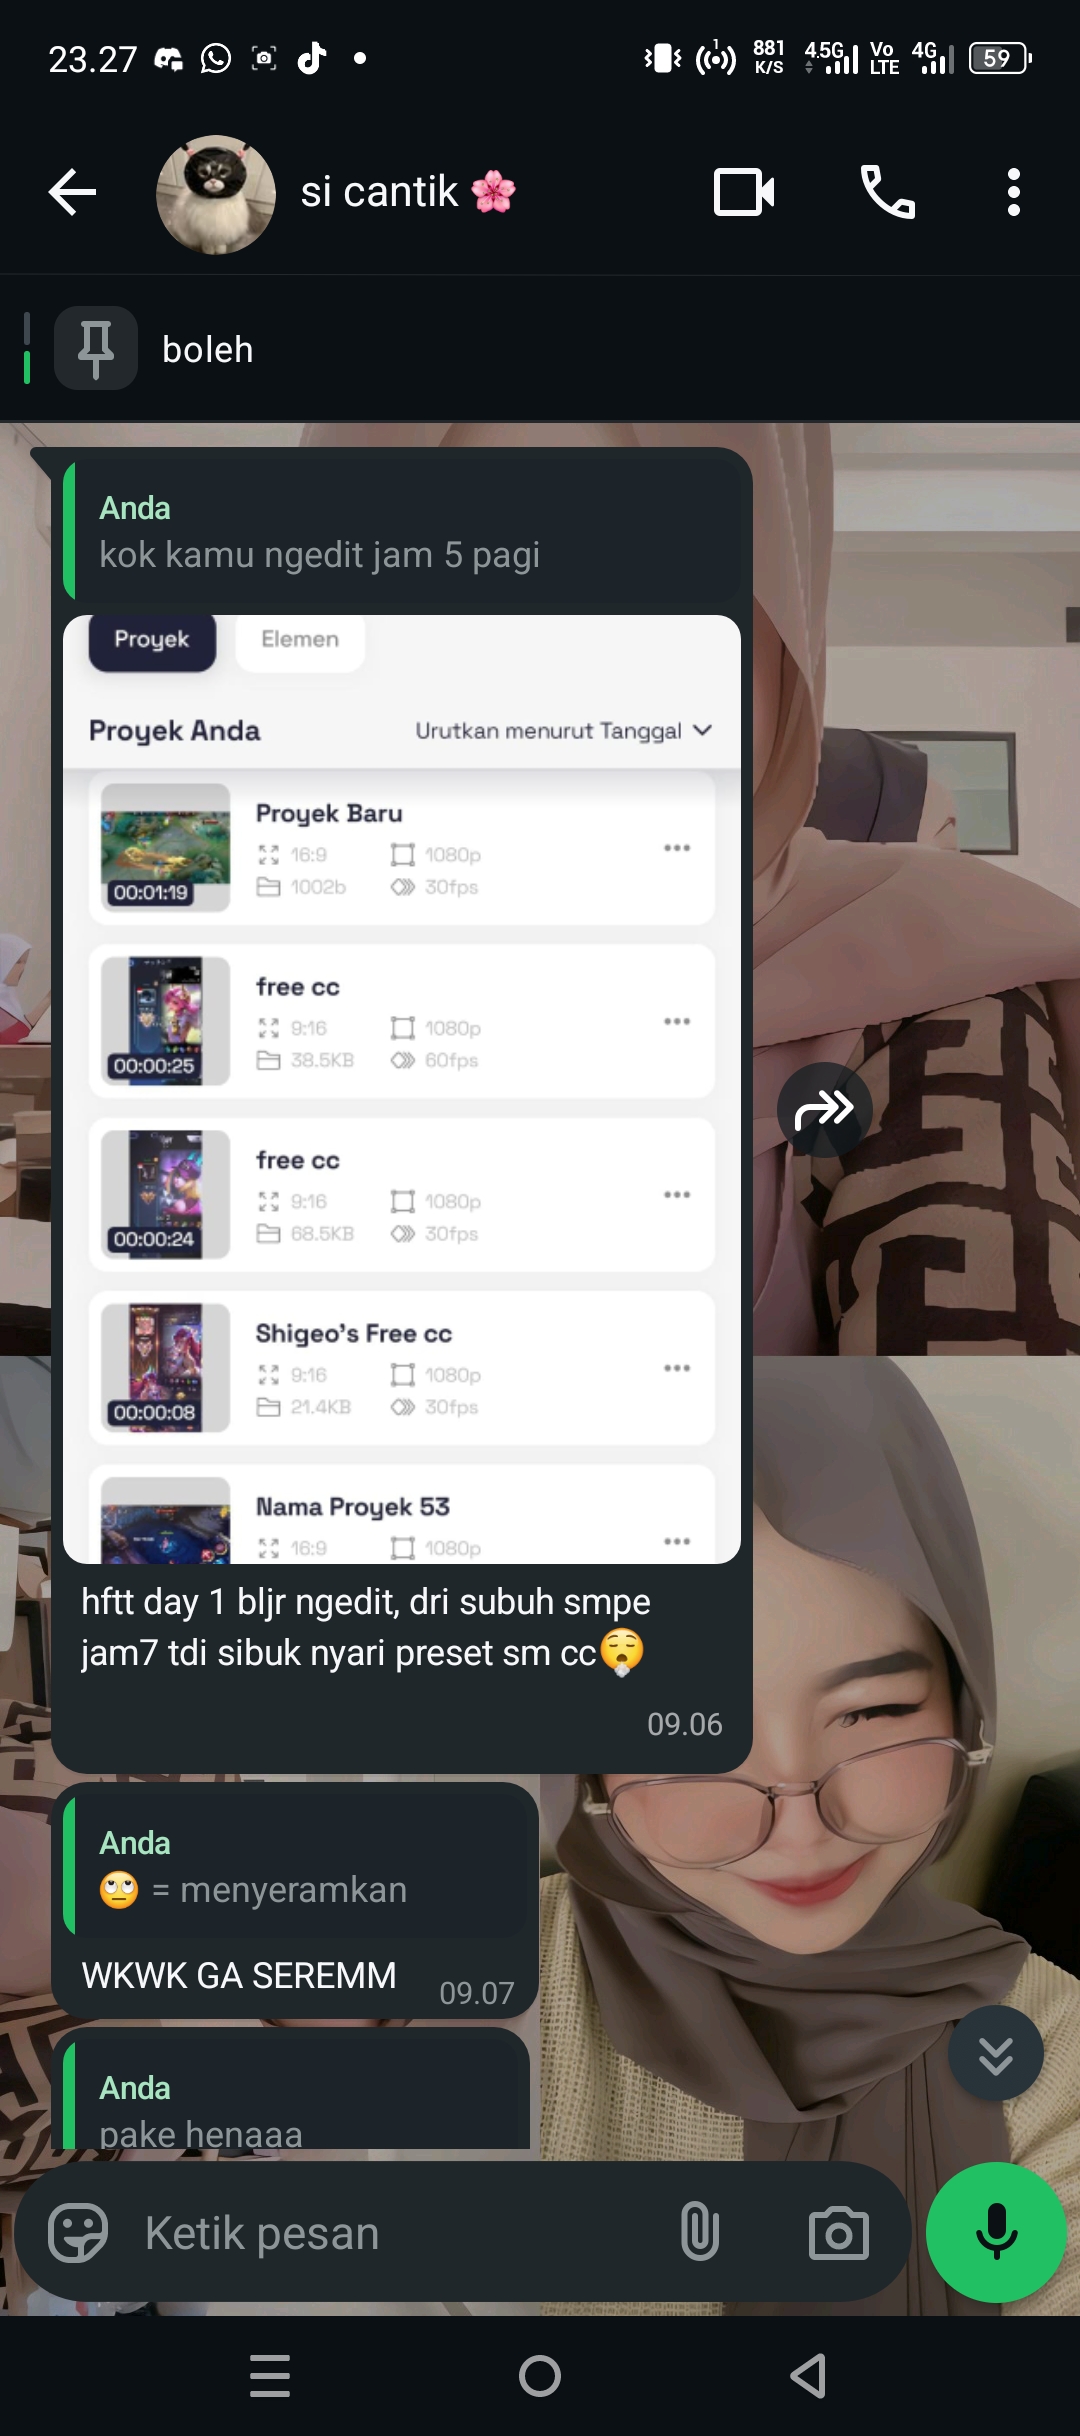 23.27
1
881
K/S
4.5G
Vo
LTE
4G
59
si cantik 🌸
boleh
Anda
kok kamu ngedit jam 5 pagi
Proyek
Elemen
Proyek Anda
Urutkan menurut Tanggal
Proyek Baru
16:9
1080p
1002b
30fps
00:01:19
free cc
9:16
1080p
38.5KB
60fps
00:00:25
free cc
9:16
1080p
68.5KB
30fps
00:00:24
Shigeo's Free cc
9:16
1080p
21.4KB
30fps
00:00:08
Nama Proyek 53
16:9
1080p
hftt day 1 bljr ngedit, dri subuh smpe
jam7 tdi sibuk nyari preset sm cc😮‍💨
09.06
Anda
🙄 = menyeramkan
WKWK GA SEREMM
09.07
Anda
pake henaaa
Ketik pesan